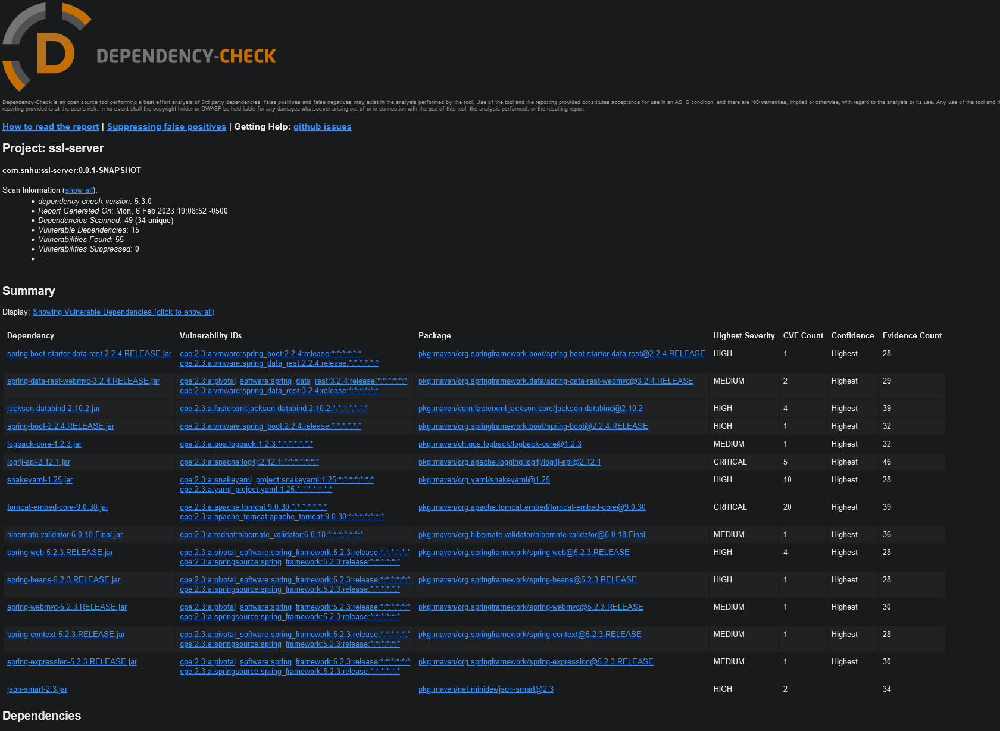 DEPENDENCY-CHECK
Dependency-Check is an open source tool performing a best effort analysis of 3rd party dependencies; false positives and false negatives may exist in the analysis performed by the tool. Use of the tool and the reporting provided constitutes acceptance for use in an AS IS condition, and there are NO warranties, implied or otherwise, with regard to the analysis or its use. Any use of the tool and
reporting provided is at the user's risk. In no event shall the copyright holder or OWASP be held liable for any damages whatsoever arising out of or in connection with the use of this tool, the analysis performed, or the resulting report.
How to read the report | Suppressing false positives | Getting Help: github issues
Project: ssl-server
com.snhu:ssl-server:0.0.1-SNAPSHOT
Scan Information (show all):
• dependency-check version: 5.3.0
• Report Generated On: Mon, 6 Feb 2023 19:08:52 -0500
• Dependencies Scanned: 49 (34 unique)
• Vulnerable Dependencies: 15
• Vulnerabilities Found: 55
• Vulnerabilities Suppressed: 0
• ...
Summary
Display: Showing Vulnerable Dependencies (click to show all)
Dependency Vulnerability IDs Package Highest Severity CVE Count Confidence Evidence Count
spring-boot-starter-data-rest-2.2.4.RELEASE.jar cpe:2.3:a:vmware:spring_boot:2.2.4:release:*:*:*:*:*:* pkg:maven/org.springframework.boot/spring-boot-starter-data-rest@2.2.4.RELEASE HIGH 1 Highest 28
cpe:2.3:a:vmware:spring_data_rest:2.2.4:release:*:*:*:*:*:*
spring-data-rest-webmvc-3.2.4.RELEASE.jar cpe:2.3:a:pivotal_software:spring_data_rest:3.2.4:release:*:*:*:*:*:* pkg:maven/org.springframework.data/spring-data-rest-webmvc@3.2.4.RELEASE MEDIUM 2 Highest 29
cpe:2.3:a:vmware:spring_data_rest:3.2.4:release:*:*:*:*:*:*
jackson-databind-2.10.2.jar cpe:2.3:a:fasterxml:jackson-databind:2.10.2:*:*:*:*:*:*:* pkg:maven/com.fasterxml.jackson.core/jackson-databind@2.10.2 HIGH 4 Highest 39
spring-boot-2.2.4.RELEASE.jar cpe:2.3:a:vmware:spring_boot:2.2.4:release:*:*:*:*:*:* pkg:maven/org.springframework.boot/spring-boot@2.2.4.RELEASE HIGH 1 Highest 32
logback-core-1.2.3.jar cpe:2.3:a:qos:logback:1.2.3:*:*:*:*:*:*:* pkg:maven/ch.qos.logback/logback-core@1.2.3 MEDIUM 1 Highest 32
log4j-api-2.12.1.jar cpe:2.3:a:apache:log4j:2.12.1:*:*:*:*:*:*:* pkg:maven/org.apache.logging.log4j/log4j-api@2.12.1 CRITICAL 5 Highest 46
snakeyaml-1.25.jar cpe:2.3:a:snakeyaml_project:snakeyaml:1.25:*:*:*:*:*:*:* pkg:maven/org.yaml/snakeyaml@1.25 HIGH 10 Highest 28
cpe:2.3:a:yaml_project:yaml:1.25:*:*:*:*:*:*:*
tomcat-embed-core-9.0.30.jar cpe:2.3:a:apache:tomcat:9.0.30:*:*:*:*:*:*:* pkg:maven/org.apache.tomcat.embed/tomcat-embed-core@9.0.30 CRITICAL 20 Highest 39
cpe:2.3:a:apache_tomcat:apache_tomcat:9.0.30:*:*:*:*:*:*:*
hibernate-validator-6.0.18.Final.jar cpe:2.3:a:redhat:hibernate_validator:6.0.18:*:*:*:*:*:*:* pkg:maven/org.hibernate.validator/hibernate-validator@6.0.18.Final MEDIUM 1 Highest 36
spring-web-5.2.3.RELEASE.jar cpe:2.3:a:pivotal_software:spring_framework:5.2.3:release:*:*:*:*:*:* pkg:maven/org.springframework/spring-web@5.2.3.RELEASE HIGH 4 Highest 28
cpe:2.3:a:springsource:spring_framework:5.2.3:release:*:*:*:*:*:*
spring-beans-5.2.3.RELEASE.jar cpe:2.3:a:pivotal_software:spring_framework:5.2.3:release:*:*:*:*:*:* pkg:maven/org.springframework/spring-beans@5.2.3.RELEASE HIGH 1 Highest 28
cpe:2.3:a:springsource:spring_framework:5.2.3:release:*:*:*:*:*:*
spring-webmvc-5.2.3.RELEASE.jar cpe:2.3:a:pivotal_software:spring_framework:5.2.3:release:*:*:*:*:*:* pkg:maven/org.springframework/spring-webmvc@5.2.3.RELEASE MEDIUM 1 Highest 30
cpe:2.3:a:springsource:spring_framework:5.2.3:release:*:*:*:*:*:*
spring-context-5.2.3.RELEASE.jar cpe:2.3:a:pivotal_software:spring_framework:5.2.3:release:*:*:*:*:*:* pkg:maven/org.springframework/spring-context@5.2.3.RELEASE MEDIUM 1 Highest 28
cpe:2.3:a:springsource:spring_framework:5.2.3:release:*:*:*:*:*:*
spring-expression-5.2.3.RELEASE.jar cpe:2.3:a:pivotal_software:spring_framework:5.2.3:release:*:*:*:*:*:* pkg:maven/org.springframework/spring-expression@5.2.3.RELEASE MEDIUM 1 Highest 30
cpe:2.3:a:springsource:spring_framework:5.2.3:release:*:*:*:*:*:*
json-smart-2.3.jar pkg:maven/net.minidev/json-smart@2.3 HIGH 2 34
Dependencies